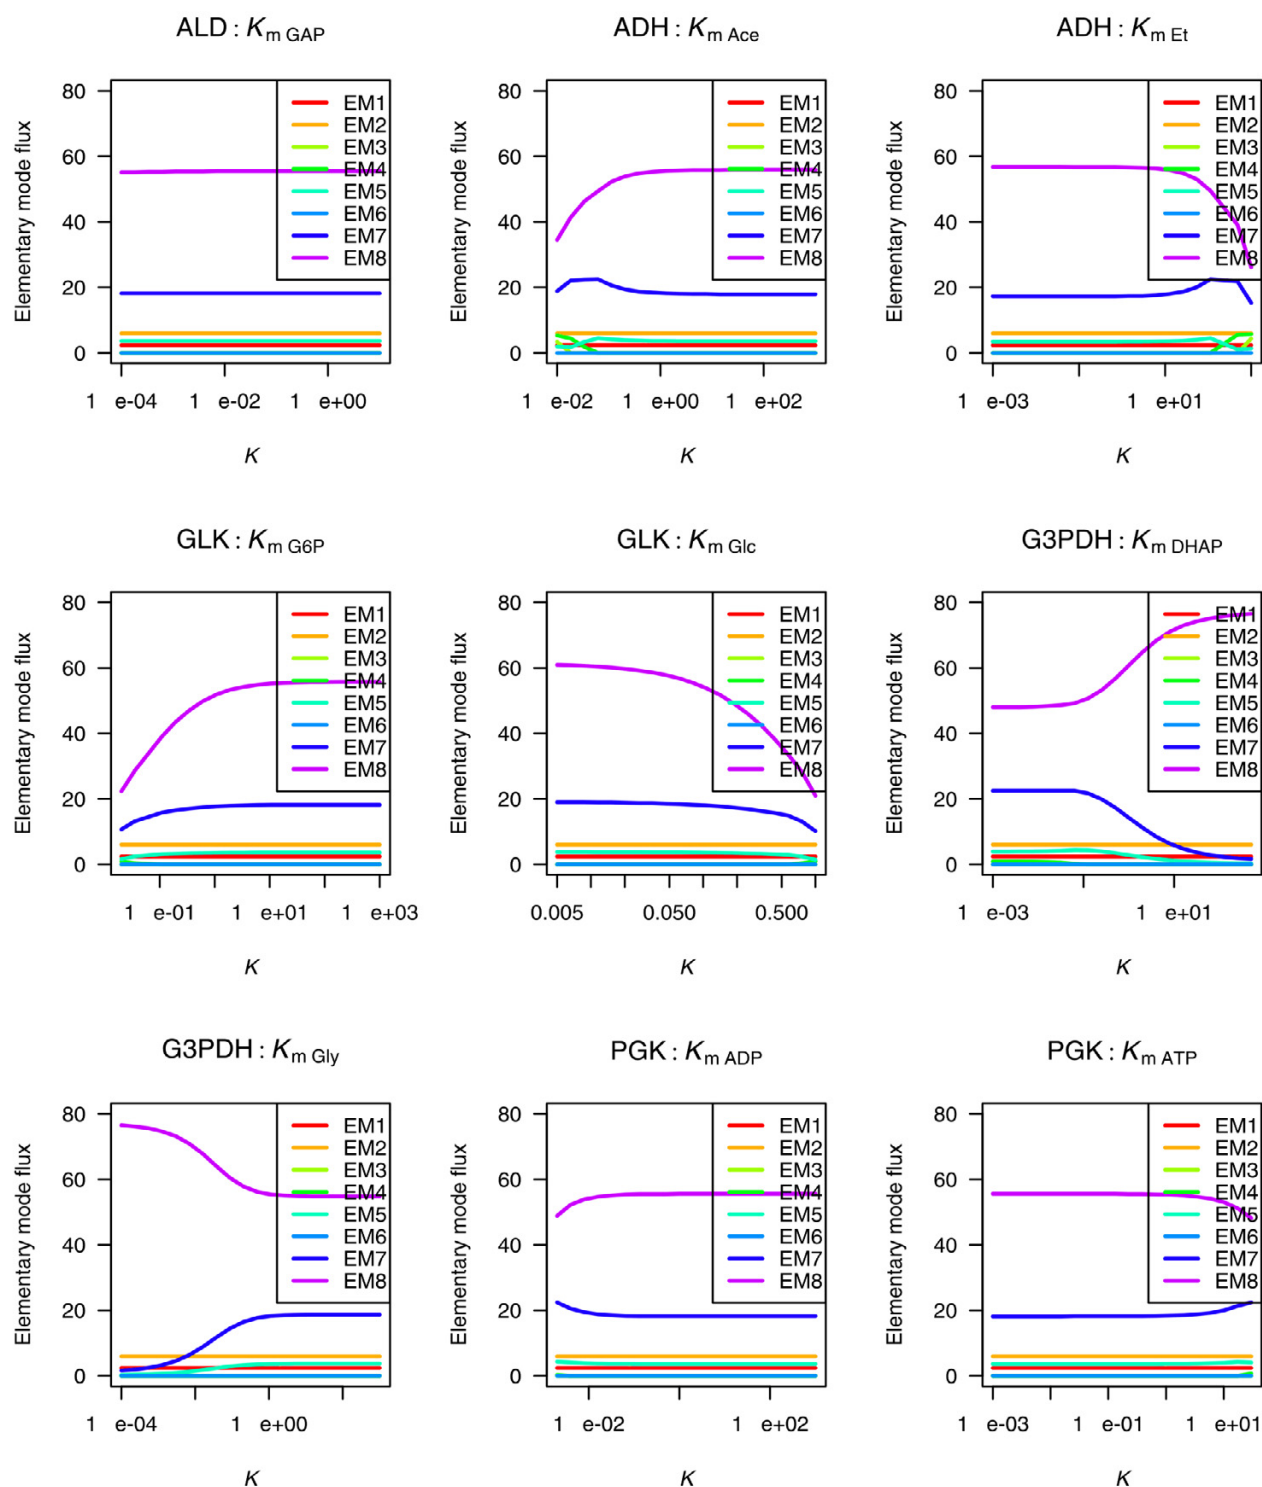 ALD : Km GAP
Elementary mode flux
80
60
40
20
0
EM1
EM2
EM3
EM4
EM5
EM6
EM7
EM8
1 e-04 1 e-02 1 e+00
K
ADH : Km Ace
Elementary mode flux
80
60
40
20
0
EM1
EM2
EM3
EM4
EM5
EM6
EM7
EM8
1 e-02 1 e+00 1 e+02
K
ADH : Km Et
Elementary mode flux
80
60
40
20
0
EM1
EM2
EM3
EM4
EM5
EM6
EM7
EM8
1 e-03 1 e+01
K
GLK : Km G6P
Elementary mode flux
80
60
40
20
0
EM1
EM2
EM3
EM4
EM5
EM6
EM7
EM8
1 e-01 1 e+01 1 e+03
K
GLK : Km Glc
Elementary mode flux
80
60
40
20
0
EM1
EM2
EM3
EM4
EM5
EM6
EM7
EM8
0.005 0.050 0.500
K
G3PDH : Km DHAP
Elementary mode flux
80
60
40
20
0
EM1
EM2
EM3
EM4
EM5
EM6
EM7
EM8
1 e-03 1 e+01
K
G3PDH : Km Gly
Elementary mode flux
80
60
40
20
0
EM1
EM2
EM3
EM4
EM5
EM6
EM7
EM8
1 e-04 1 e+00
K
PGK : Km ADP
Elementary mode flux
80
60
40
20
0
EM1
EM2
EM3
EM4
EM5
EM6
EM7
EM8
1 e-02 1 e+02
K
PGK : Km ATP
Elementary mode flux
80
60
40
20
0
EM1
EM2
EM3
EM4
EM5
EM6
EM7
EM8
1 e-03 1 e-01 1 e+01
K